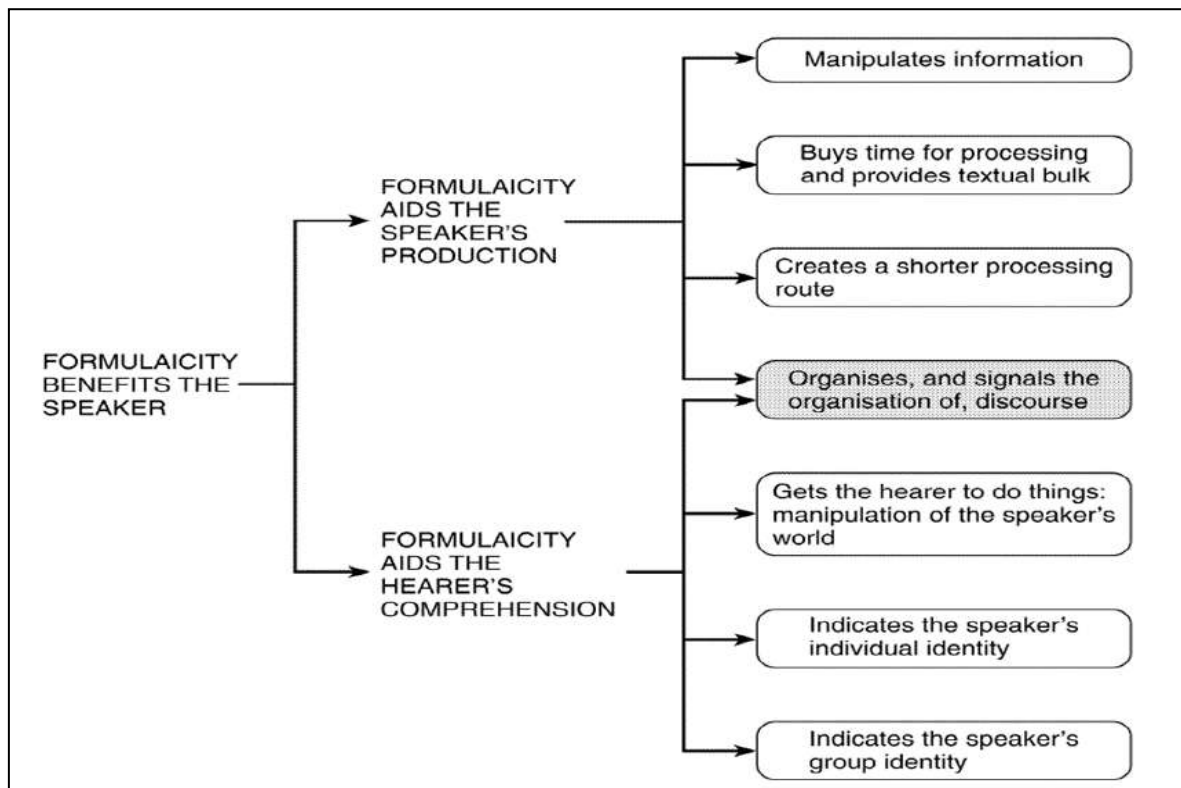 Manipulates information
Buys time for processing
and provides textual bulk
FORMULAICITY
AIDS THE
SPEAKER'S
PRODUCTION
Creates a shorter processing
route
FORMULAICITY
BENEFITS THE
SPEAKER
Organises, and signals the
organisation of, discourse
Gets the hearer to do things:
manipulation of the speaker's
world
FORMULAICITY
AIDS THE
HEARER'S
COMPREHENSION
Indicates the speaker's
individual identity
Indicates the speaker's
group identity